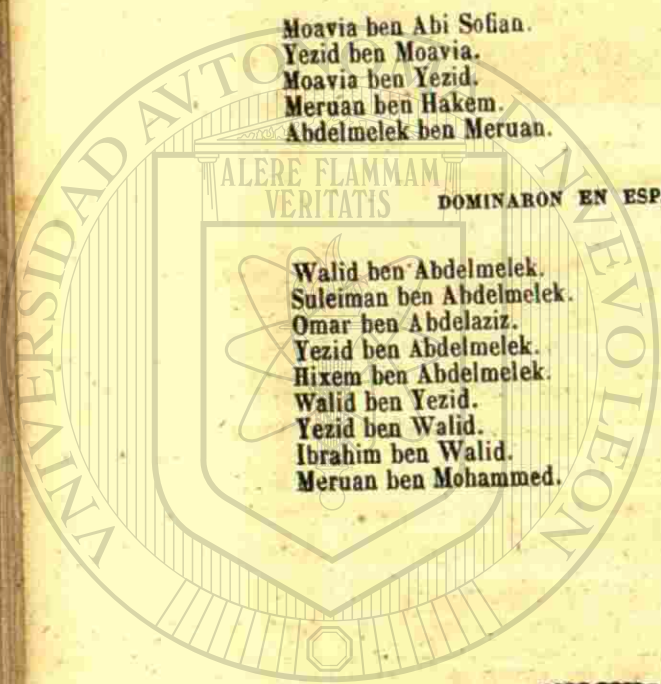 Moavia ben Abi Sofian.
Yezid ben Moavia.
Moavia ben Yezid.
Meruan ben Hakem.
Abdelmelek ben Meruan.
ALERE FLAMMAM
VERITATIS
DOMINARON EN ESP
Walid ben Abdelmelek.
Suleiman ben Abdelmelek.
Omar ben Abdelaziz.
Yezid ben Abdelmelek.
Hixem ben Abdelmelek.
Walid ben Yezid.
Yezid ben Walid.
Ibrahim ben Walid.
Meruan ben Mohammed.